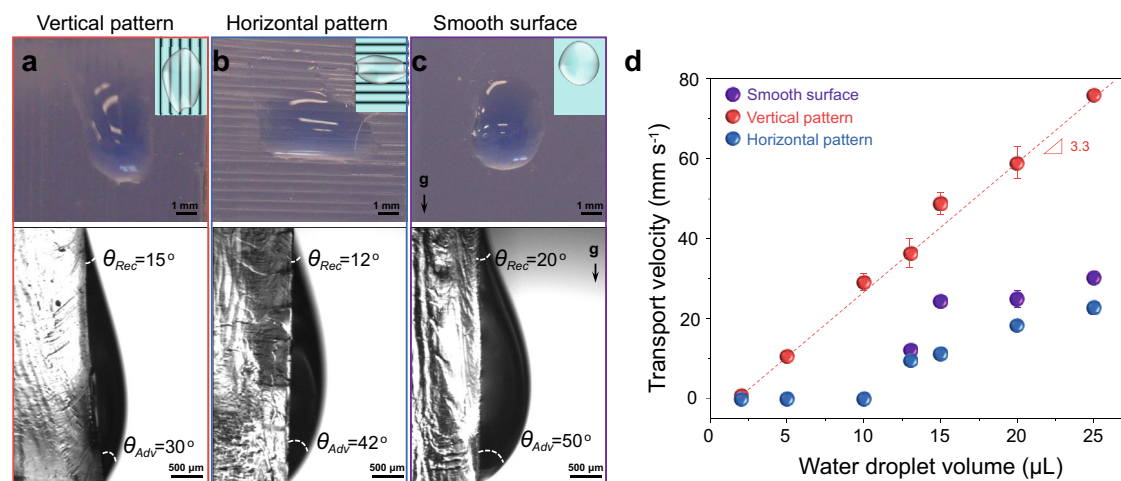 Vertical pattern
Horizontal pattern
Smooth surface
a
b
c
d
g
1 mm
1 mm
1 mm
θRec=15°
θRec=12°
θRec=20°
g
θAdv=30°
θAdv=42°
θAdv=50°
500 µm
500 µm
500 µm
Transport velocity (mm s⁻¹)
80
60
40
20
0
Smooth surface
Vertical pattern
Horizontal pattern
3.3
0 5 10 15 20 25
Water droplet volume (µL)